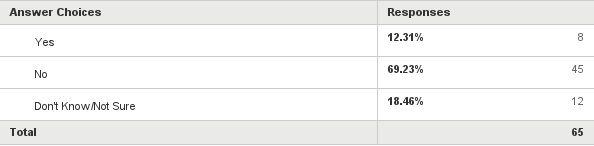 Answer Choices Responses
Yes 12.31% 8
No 69.23% 45
Don't Know/Not Sure 18.46% 12
Total 65